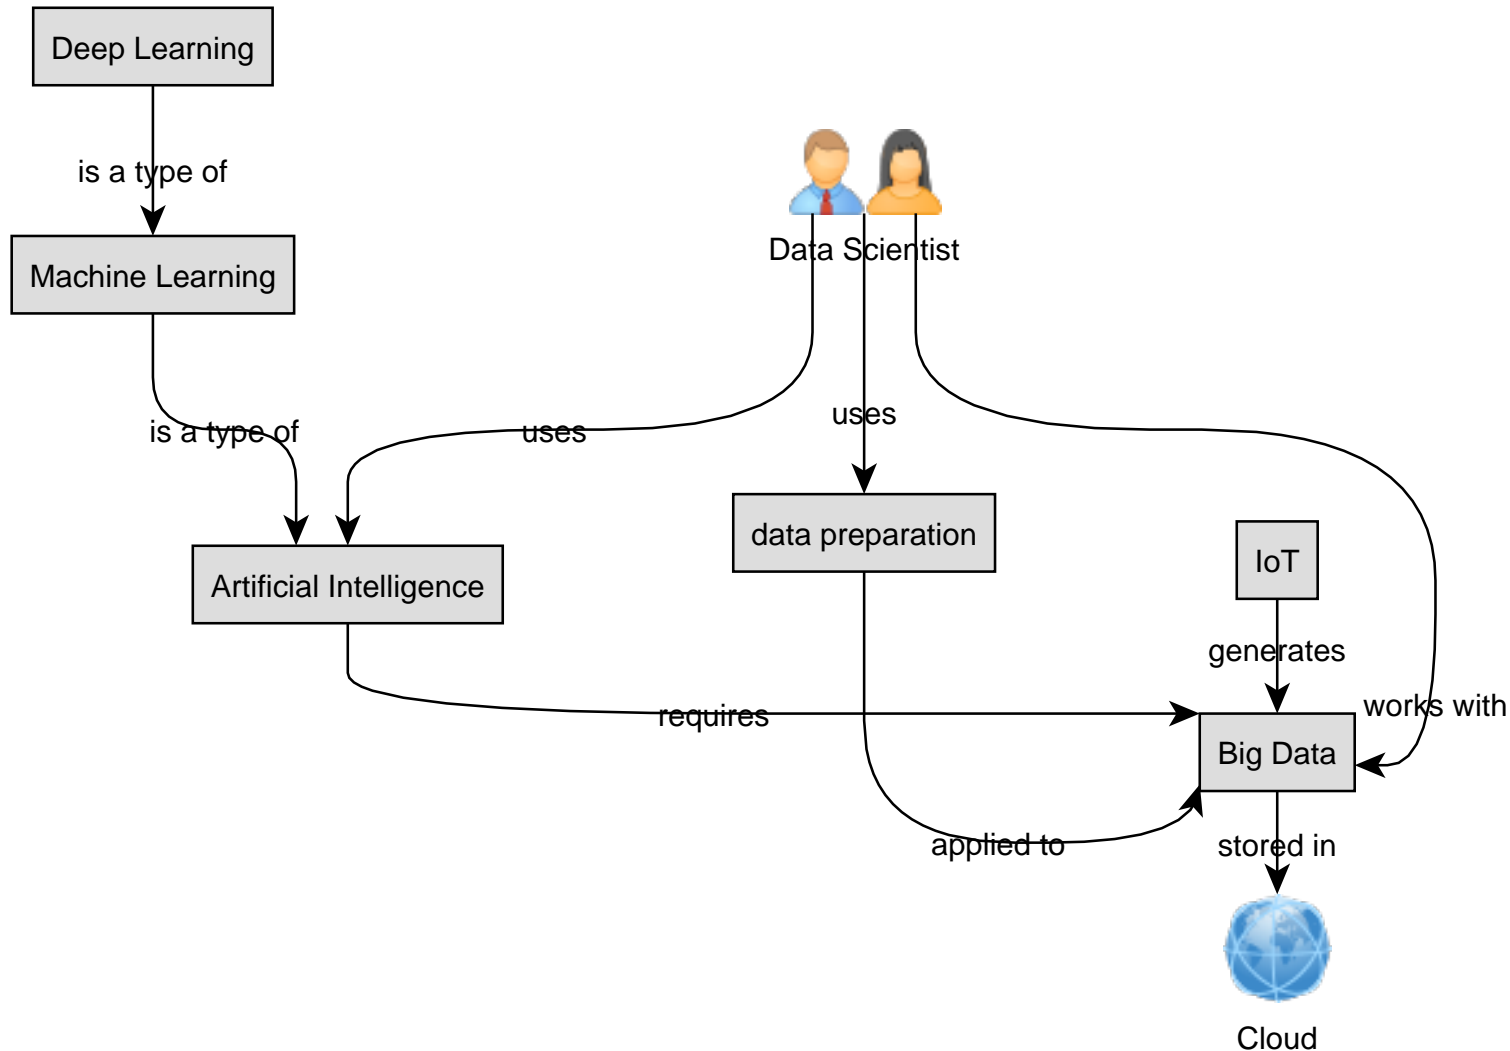 Deep Learning
is a type of
Data Scientist
Machine Learning
uses
is a type of
uses
data preparation
IoT
Artificial Intelligence
generates
works with
requires
Big Data
applied to
stored in
Cloud